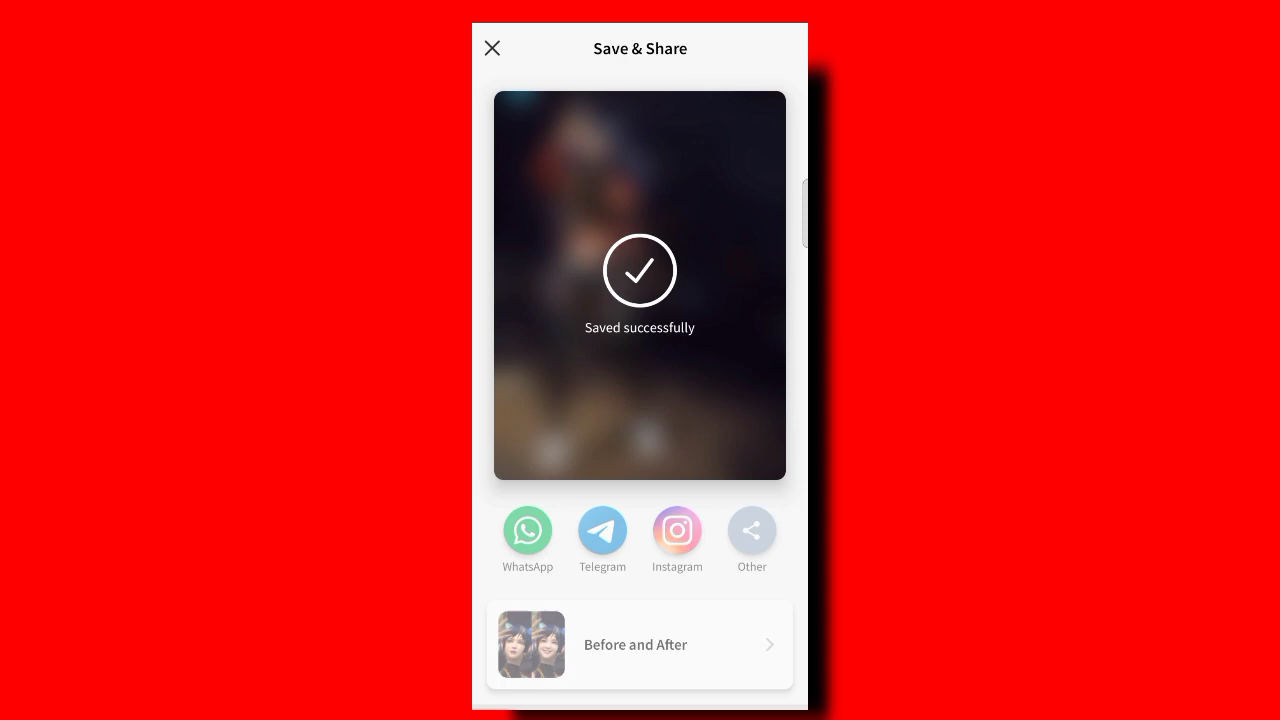 Save & Share
Saved successfully
WhatsApp
Telegram
Instagram
Other
Before and After